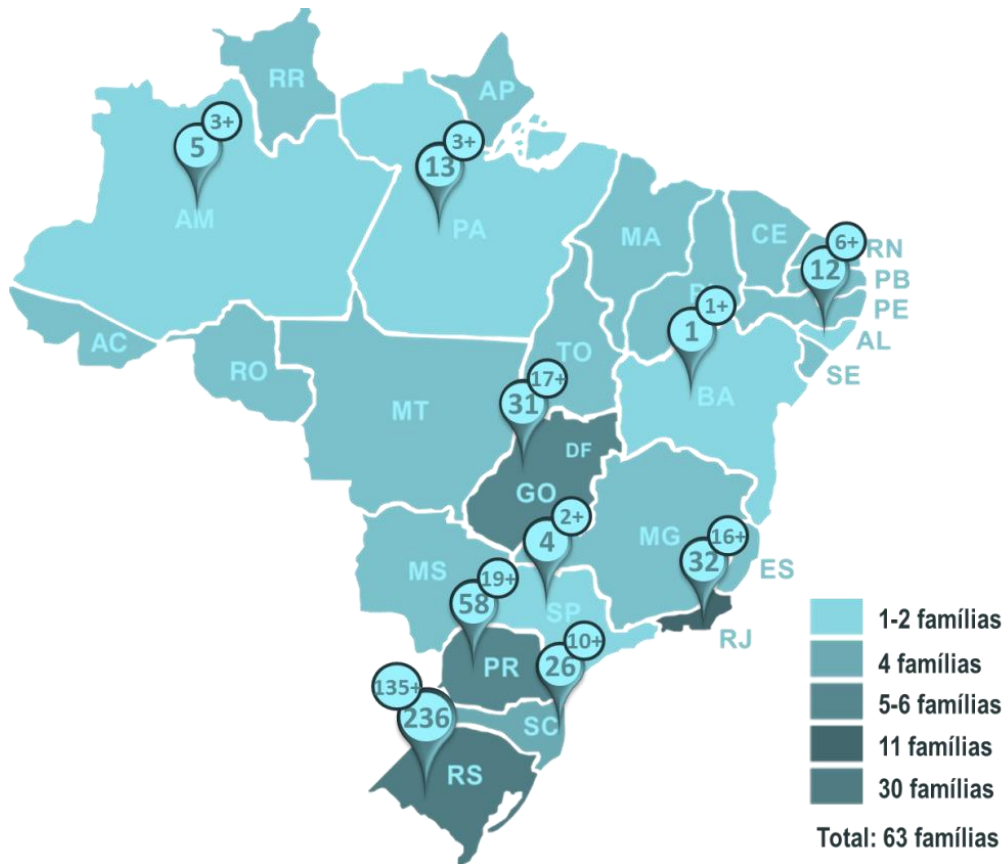 RR
AP
3+
5
3+
13
AM
PA
MA
CE
6+
12
RN
PB
PE
AL
SE
1+
1
BA
AC
RO
MT
TO
17+
31
DF
GO
2+
4
MG
16+
32
ES
MS
19+
58
SP
RJ
10+
26
PR
135+
236
SC
RS
1-2 famílias
4 famílias
5-6 famílias
11 famílias
30 famílias
Total: 63 famílias